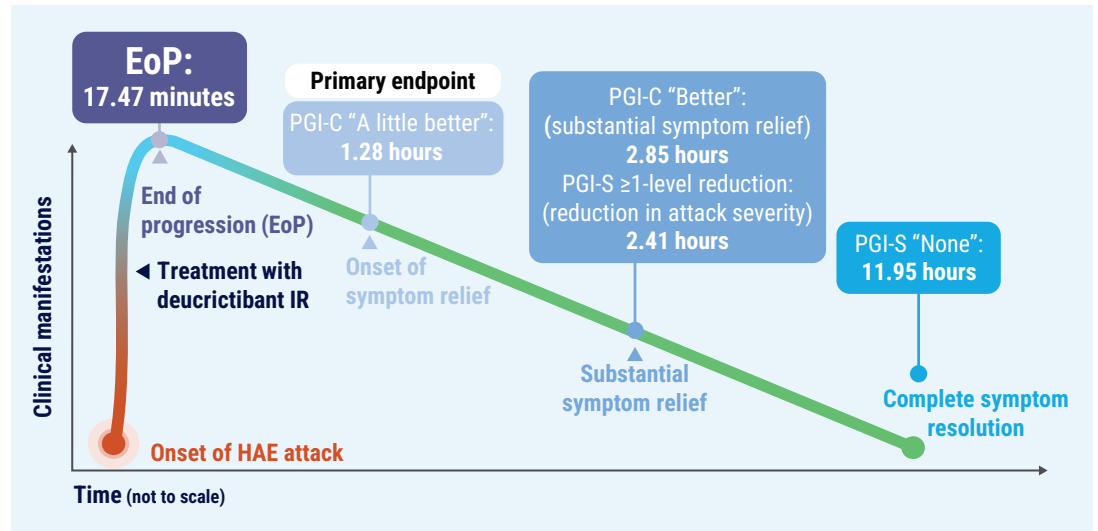 EoP:
17.47 minutes
Primary endpoint
PGI-C “A little better”:
1.28 hours
PGI-C “Better”:
(substantial symptom relief)
2.85 hours
PGI-S ≥1-level reduction:
(reduction in attack severity)
2.41 hours
PGI-S “None”:
11.95 hours
Clinical manifestations
End of
progression (EoP)
Treatment with
deucrictibant IR
Onset of
symptom relief
Substantial
symptom relief
Complete symptom
resolution
Onset of HAE attack
Time (not to scale)